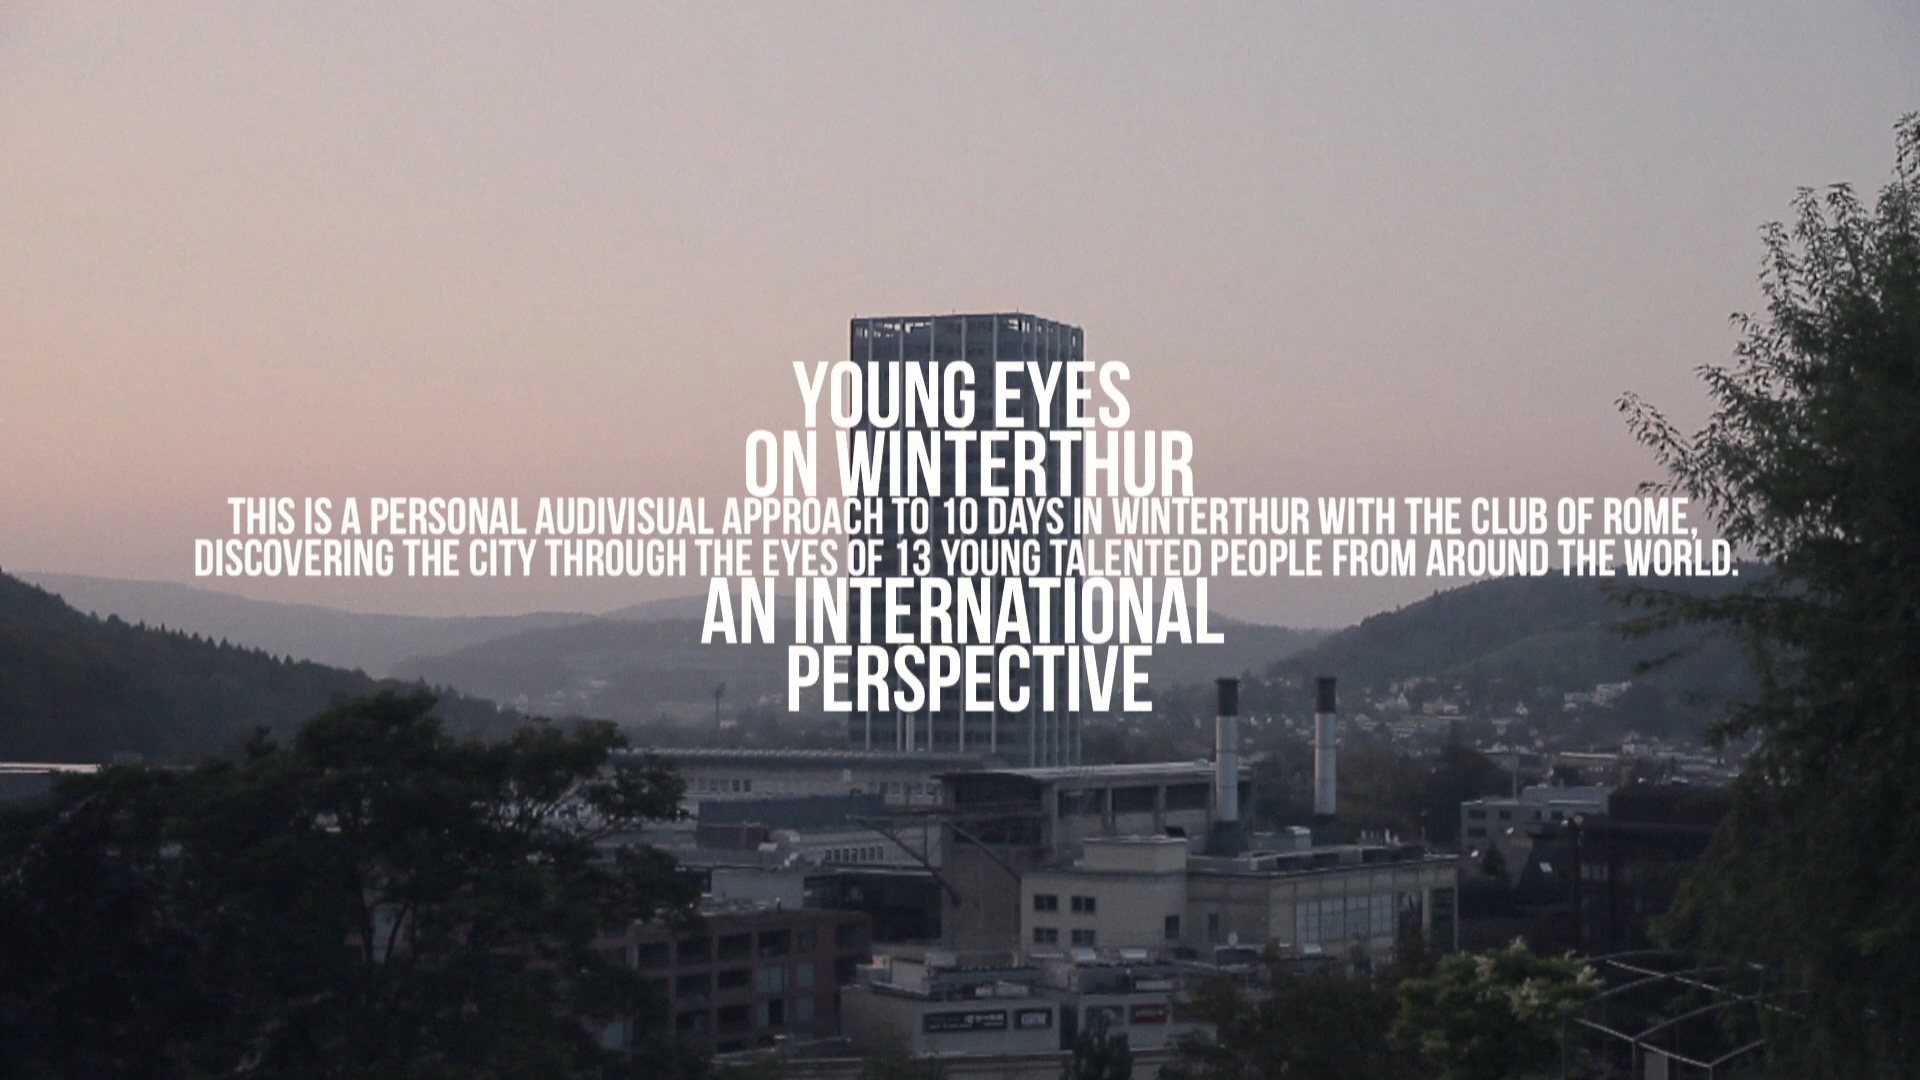 YOUNG EYES
ON WINTERTHUR
THIS IS A PERSONAL AUDIVISUAL APPROACH TO 10 DAYS IN WINTERTHUR WITH THE CLUB OF ROME,
DISCOVERING THE CITY THROUGH THE EYES OF 13 YOUNG TALENTED PEOPLE FROM AROUND THE WORLD.
AN INTERNATIONAL
PERSPECTIVE